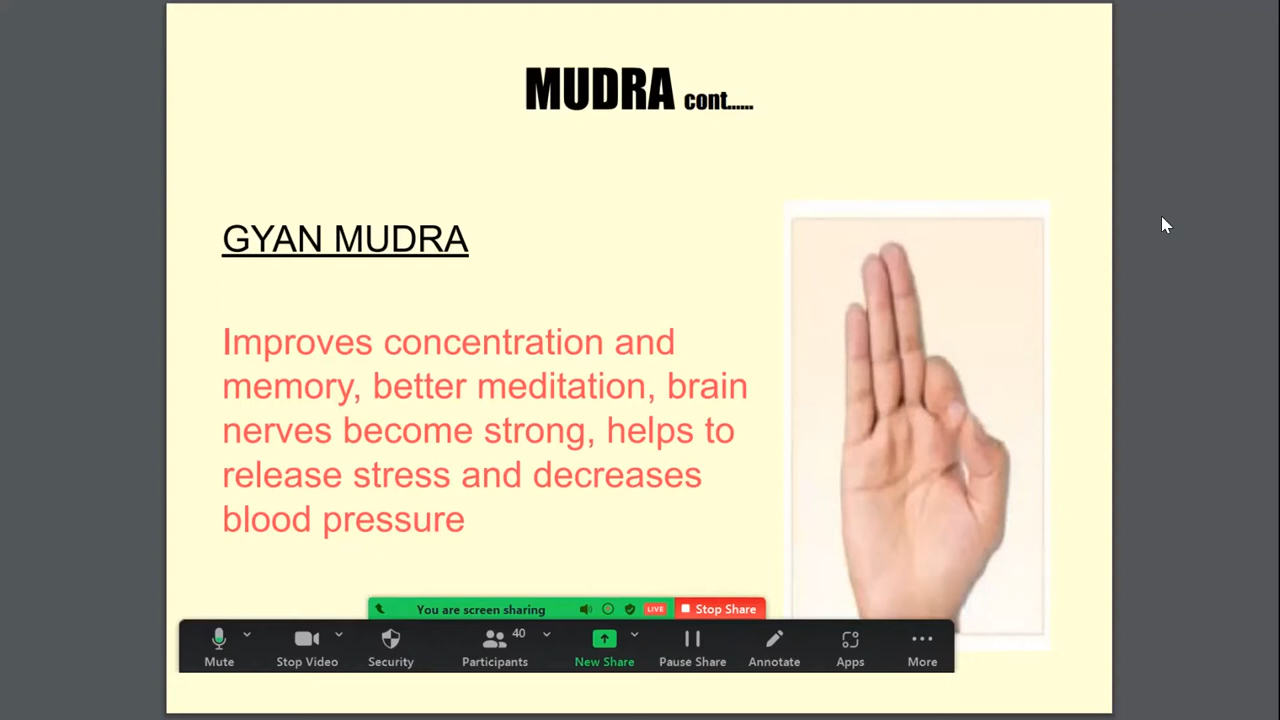 MUDRA cont......
GYAN MUDRA
Improves concentration and
memory, better meditation, brain
nerves become strong, helps to
release stress and decreases
blood pressure
You are screen sharing LIVE Stop Share
40
Mute Stop Video Security Participants New Share Pause Share Annotate Apps More